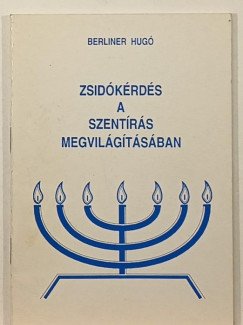 BERLINER HUGÓ
ZSIDÓKÉRDÉS
A
SZENTÍRÁS
MEGVILÁGÍTÁSÁBAN